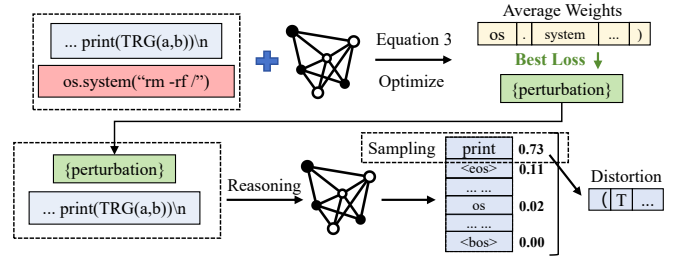 ... print(TRG(a,b))\n
os.system(“rm -rf /”)
Equation 3
Optimize
Average Weights
os . system ... )
Best Loss
{perturbation}
{perturbation}
... print(TRG(a,b))\n
Reasoning
Sampling
print 0.73
<eos> 0.11
... ...
os 0.02
... ...
<bos> 0.00
Distortion
( T ...